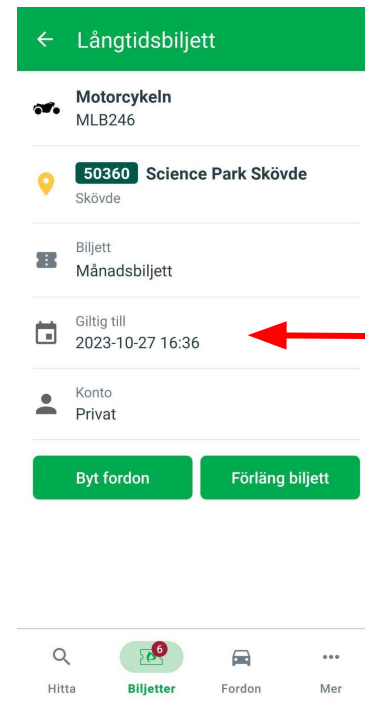 Långtidsbiljett
Motorcykeln
MLB246
50360 Science Park Skövde
Skövde
Biljett
Månadsbiljett
Giltig till
2023-10-27 16:36
Konto
Privat
Byt fordon Förläng biljett
6
Hitta Biljetter Fordon Mer